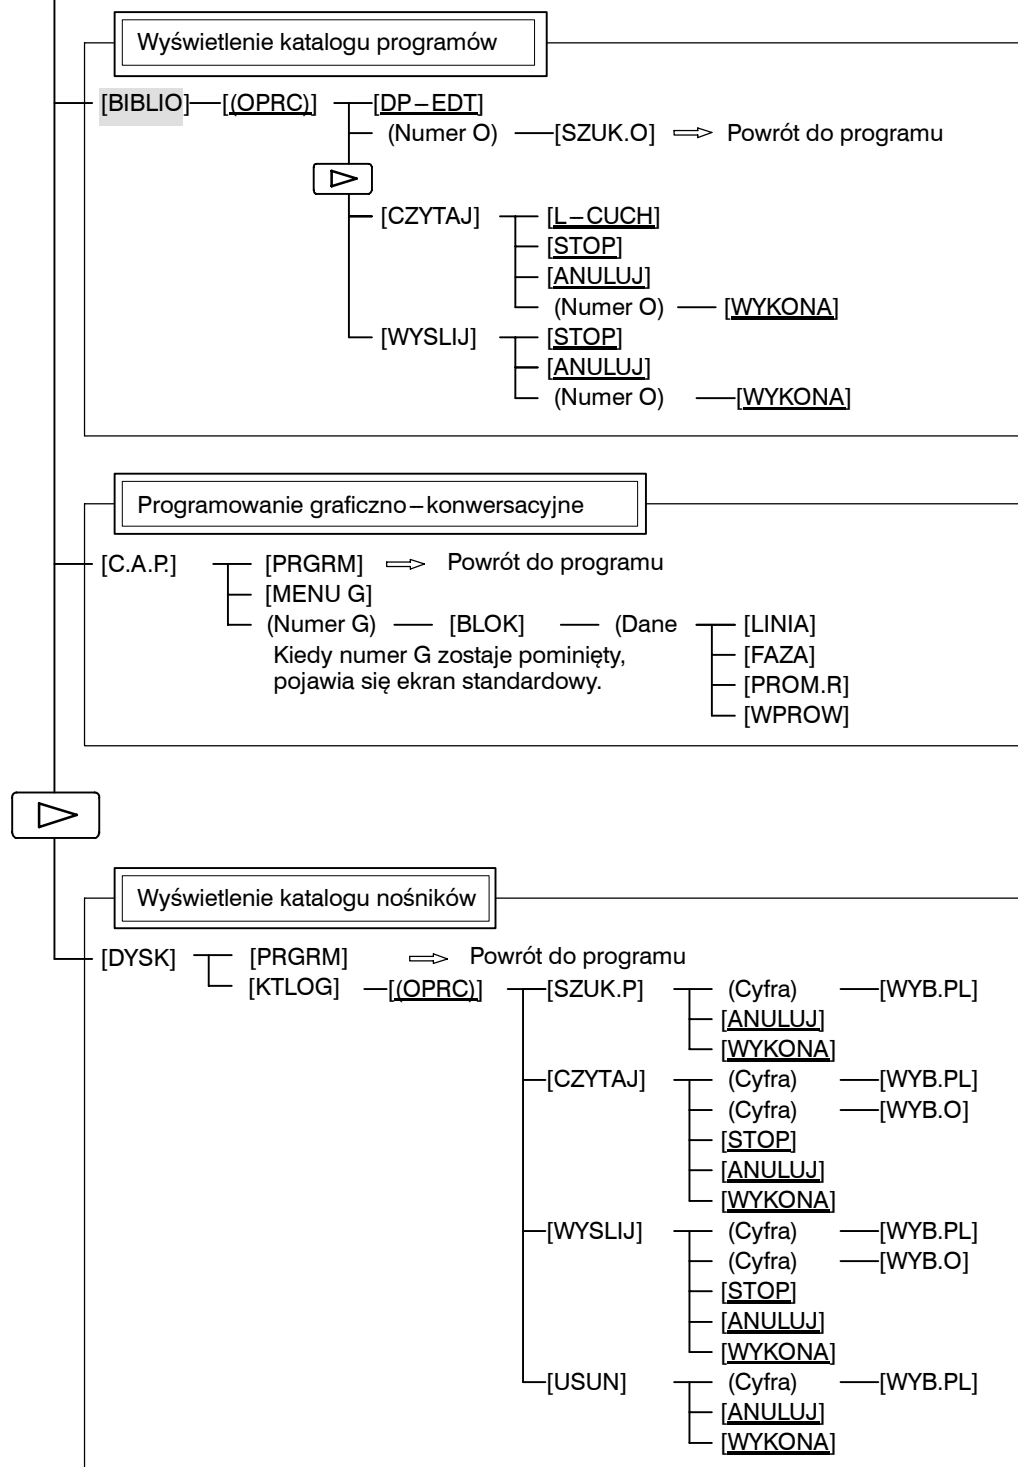 Wyświetlenie katalogu programów
[BIBLIO] [(OPRC)] [DP–EDT]
(Numer O) [SZUK.O] ⇒ Powrót do programu
[CZYTAJ] [L–CUCH]
[STOP]
[ANULUJ]
(Numer O) [WYKONA]
[WYSLIJ] [STOP]
[ANULUJ]
(Numer O) [WYKONA]
Programowanie graficzno–konwersacyjne
[C.A.P.] [PRGRM] ⇒ Powrót do programu
[MENU G]
(Numer G) [BLOK] (Dane [LINIA]
Kiedy numer G zostaje pominięty, [FAZA]
pojawia się ekran standardowy. [PROM.R]
[WPROW]
Wyświetlenie katalogu nośników
[DYSK] [PRGRM] ⇒ Powrót do programu
[KTLOG] [(OPRC)] [SZUK.P] (Cyfra) [WYB.PL]
[ANULUJ]
[WYKONA]
[CZYTAJ] (Cyfra) [WYB.PL]
(Cyfra) [WYB.O]
[STOP]
[ANULUJ]
[WYKONA]
[WYSLIJ] (Cyfra) [WYB.PL]
(Cyfra) [WYB.O]
[STOP]
[ANULUJ]
[WYKONA]
[USUN] (Cyfra) [WYB.PL]
[ANULUJ]
[WYKONA]